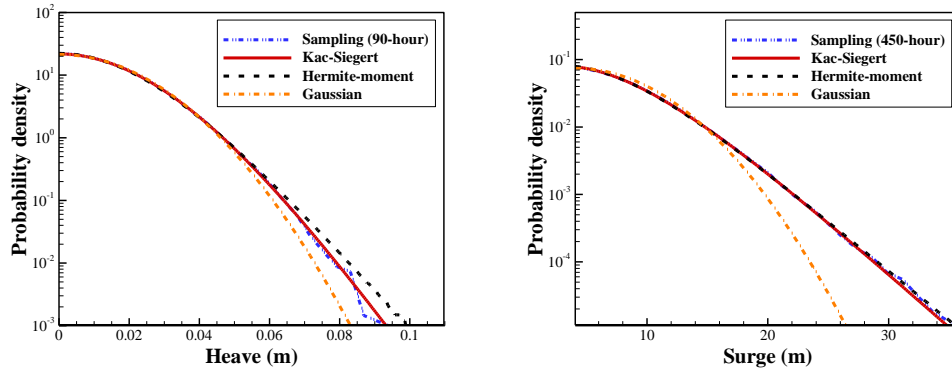 10²
10¹
10⁰
10⁻¹
10⁻²
10⁻³
0
0.02
0.04
0.06
0.08
0.1
Probability density
Heave (m)
Sampling (90-hour)
Kac-Siegert
Hermite-moment
Gaussian
10⁻¹
10⁻²
10⁻³
10⁻⁴
10
20
30
Probability density
Surge (m)
Sampling (450-hour)
Kac-Siegert
Hermite-moment
Gaussian